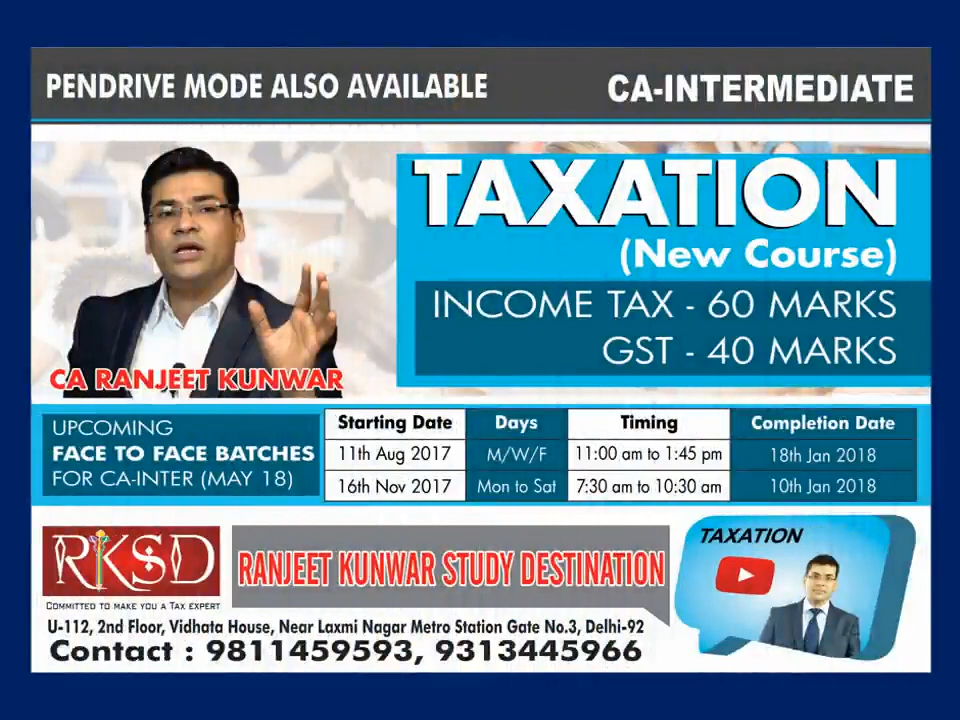 PENDRIVE MODE ALSO AVAILABLE
CA-INTERMEDIATE
TAXATION
(New Course)
INCOME TAX - 60 MARKS
GST - 40 MARKS
CA RANJEET KUNWAR
UPCOMING
FACE TO FACE BATCHES
FOR CA-INTER (MAY 18)
Starting Date Days Timing Completion Date
11th Aug 2017 M/W/F 11:00 am to 1:45 pm 18th Jan 2018
16th Nov 2017 Mon to Sat 7:30 am to 10:30 am 10th Jan 2018
RKSD
COMMITTED TO MAKE YOU A TAX EXPERT
RANJEET KUNWAR STUDY DESTINATION
TAXATION
U-112, 2nd Floor, Vidhata House, Near Laxmi Nagar Metro Station Gate No.3, Delhi-92
Contact : 9811459593, 9313445966